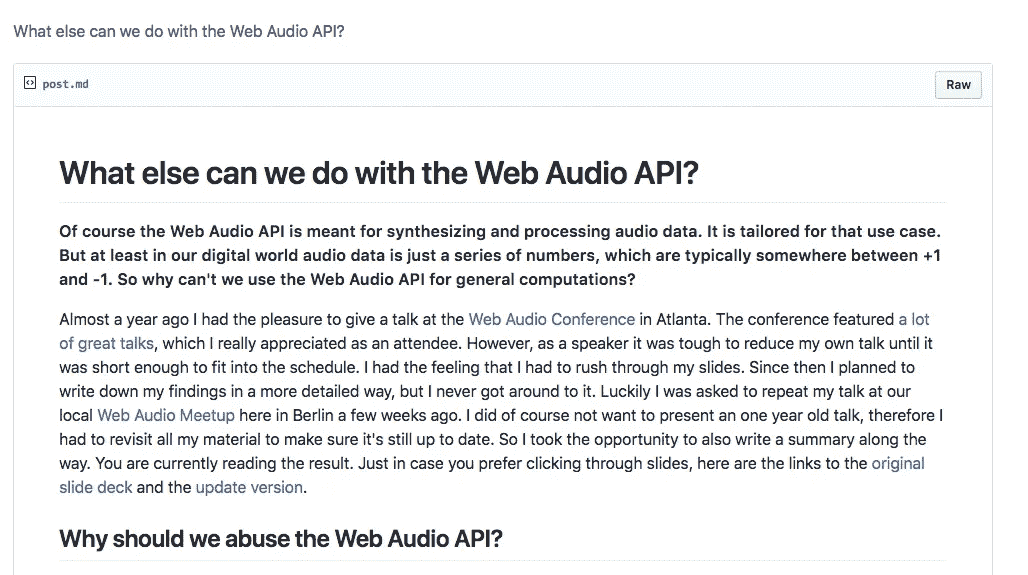 What else can we do with the Web Audio API?
post.md
Raw
What else can we do with the Web Audio API?
Of course the Web Audio API is meant for synthesizing and processing audio data. It is tailored for that use case.
But at least in our digital world audio data is just a series of numbers, which are typically somewhere between +1
and -1. So why can't we use the Web Audio API for general computations?
Almost a year ago I had the pleasure to give a talk at the Web Audio Conference in Atlanta. The conference featured a lot
of great talks, which I really appreciated as an attendee. However, as a speaker it was tough to reduce my own talk until it
was short enough to fit into the schedule. I had the feeling that I had to rush through my slides. Since then I planned to
write down my findings in a more detailed way, but I never got around to it. Luckily I was asked to repeat my talk at our
local Web Audio Meetup here in Berlin a few weeks ago. I did of course not want to present an one year old talk, therefore I
had to revisit all my material to make sure it's still up to date. So I took the opportunity to also write a summary along the
way. You are currently reading the result. Just in case you prefer clicking through slides, here are the links to the original
slide deck and the update version.
Why should we abuse the Web Audio API?